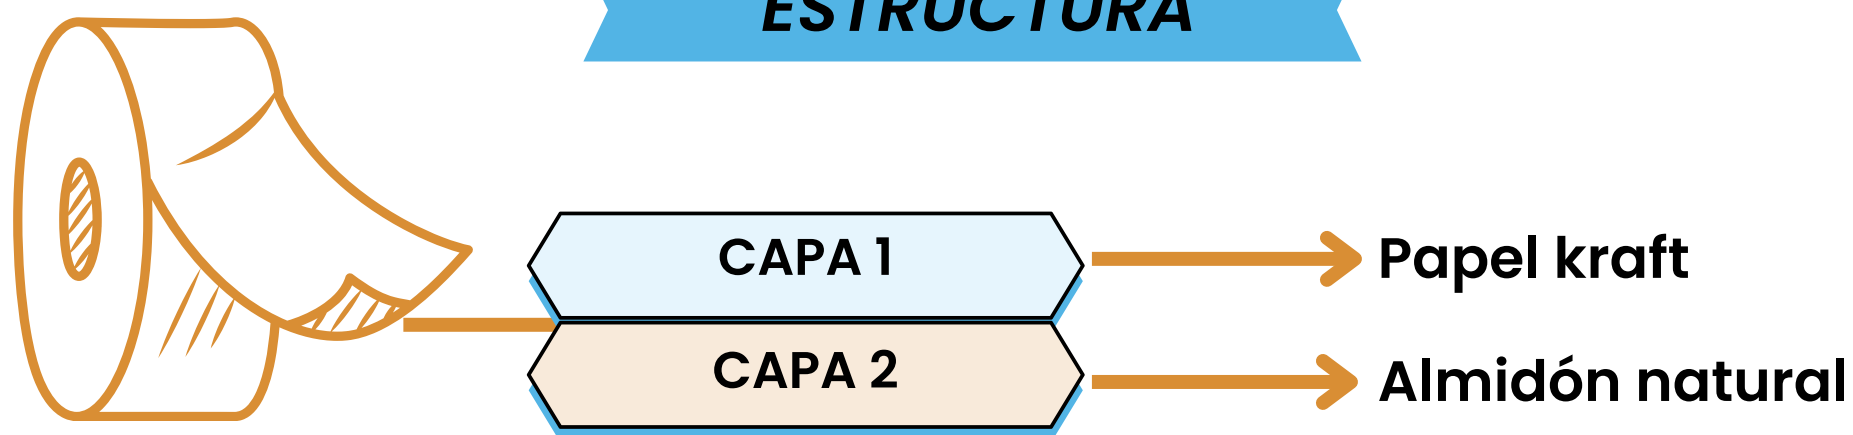 ESTRUCTURA
CAPA 1
Papel kraft
CAPA 2
Almidón natural